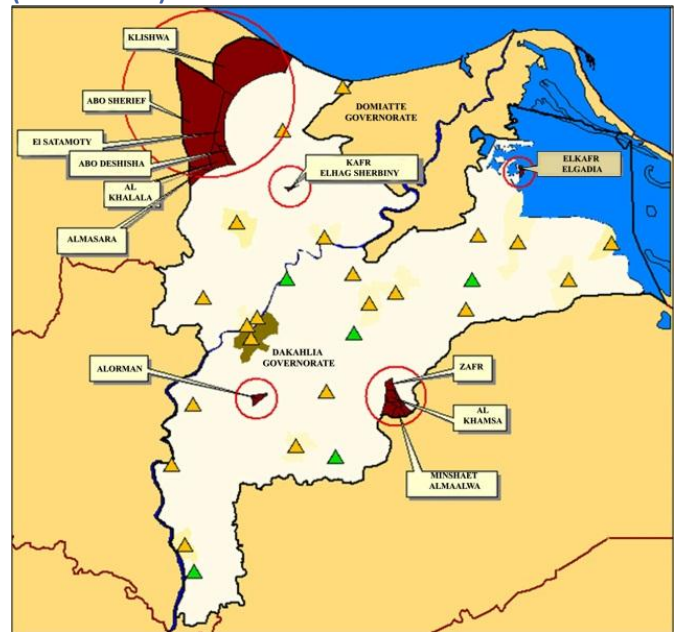 KLISHWA
ABO SHERIEF
El SATAMOTY
ABO DESHISHA
AL
KHALALA
ALMASARA
DOMIATTE
GOVERNORATE
KAFR
ELHAG SHERBINY
ELKAFR
ELGADIA
DAKAHLIA
GOVERNORATE
ALORMAN
ZAFR
AL
KHAMSA
MINSHAET
ALMAALWA